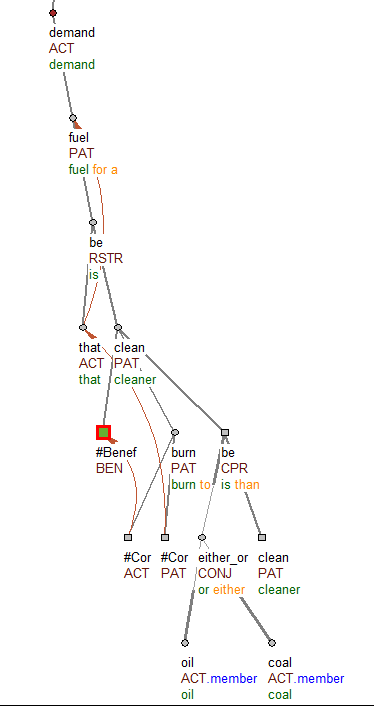 demand
ACT
demand
fuel
PAT
fuel for a
be
RSTR
is
that clean
ACT PAT
that cleaner
#Benef burn be
BEN PAT CPR
burn to is than
#Cor #Cor either_or clean
ACT PAT CONJ PAT
or either cleaner
oil coal
ACT.member ACT.member
oil coal